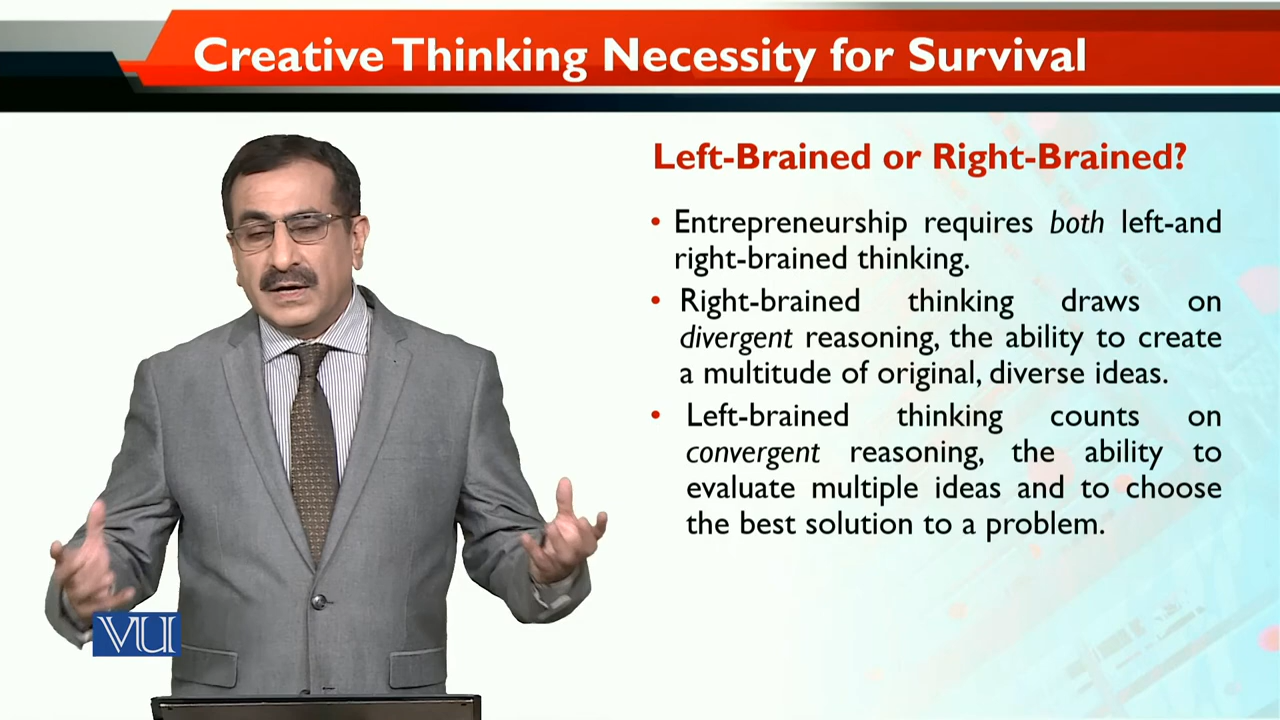 Creative Thinking Necessity for Survival
Left-Brained or Right-Brained?
• Entrepreneurship requires both left-and
right-brained thinking.
• Right-brained thinking draws on
divergent reasoning, the ability to create
a multitude of original, diverse ideas.
• Left-brained thinking counts on
convergent reasoning, the ability to
evaluate multiple ideas and to choose
the best solution to a problem.
VU